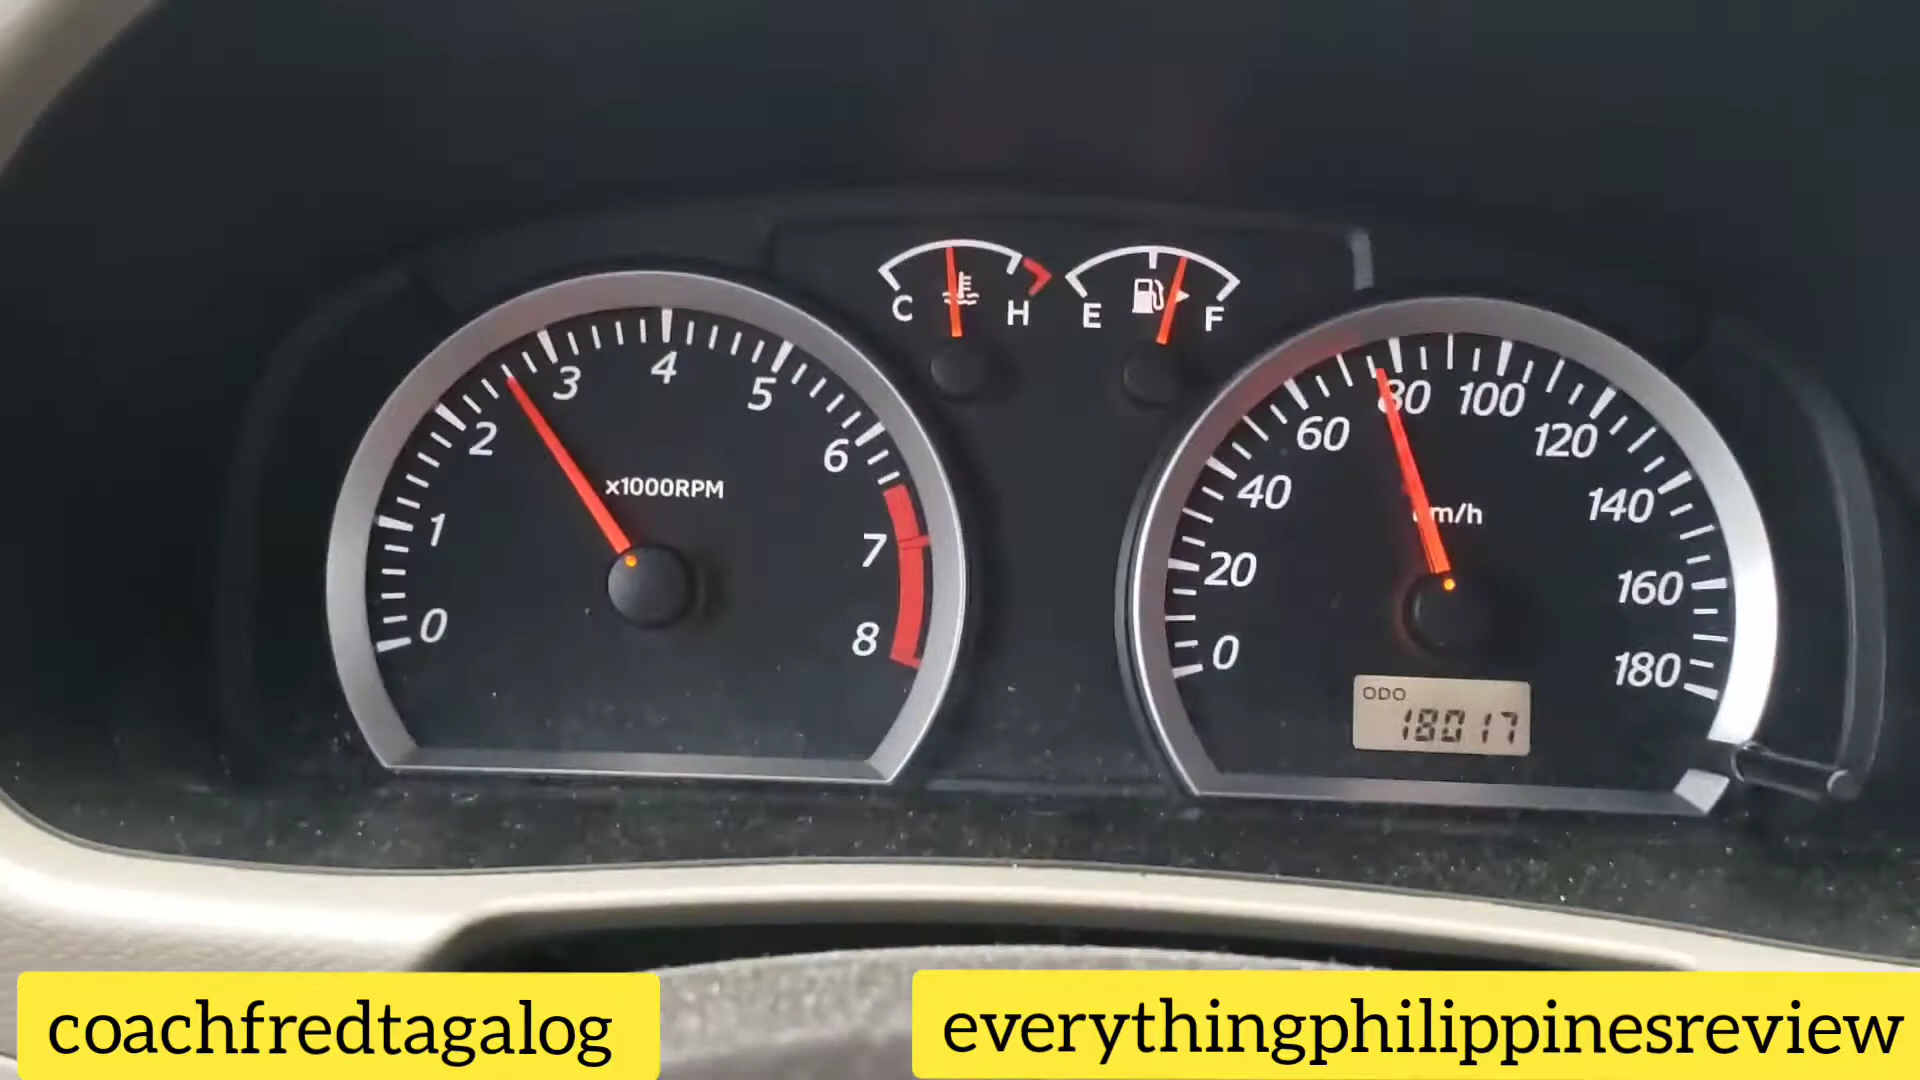 C H E F
0 1 2 3 4 5 6 7 8
x1000RPM
0 20 40 60 80 100 120 140 160 180
km/h
ODO
18017
coachfredtagalog
everythingphilippinesreview